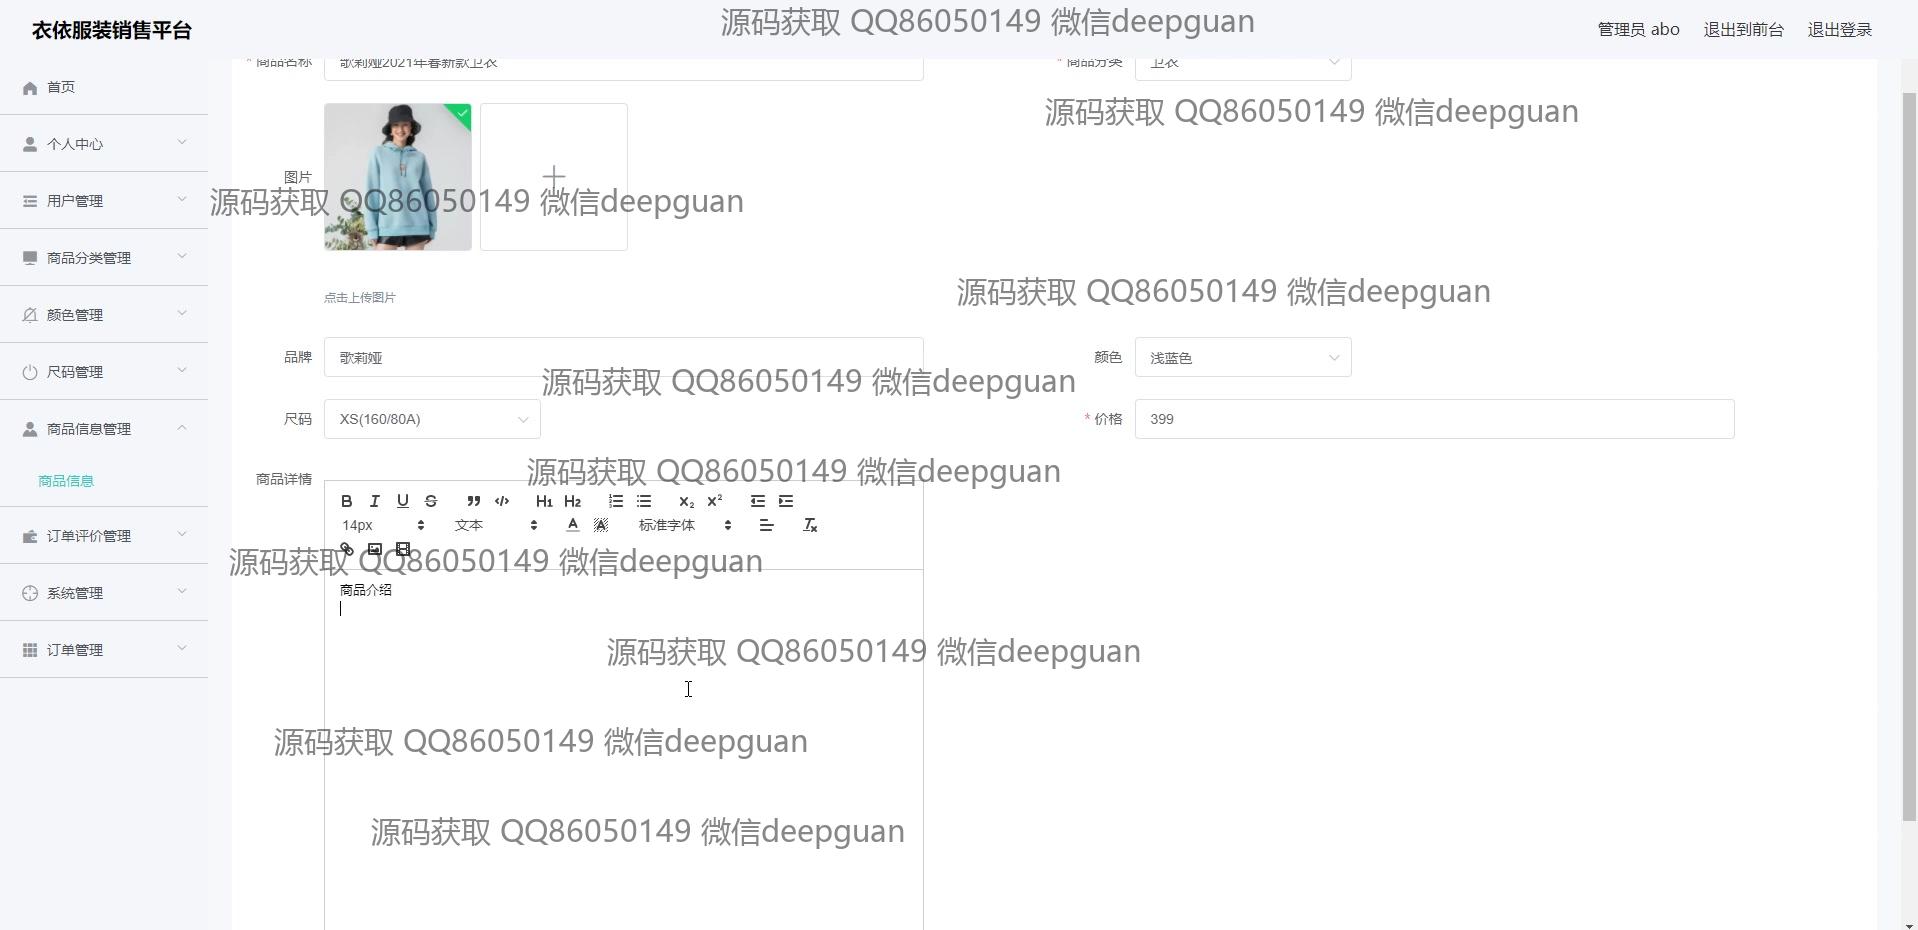 衣依服装销售平台
源码获取 QQ86050149 微信deepguan
管理员 abo 退出到前台 退出登录
* 商品名称 歌莉娅2021年春新款卫衣
* 商品分类 卫衣
首页
源码获取 QQ86050149 微信deepguan
个人中心
图片
用户管理
源码获取 QQ86050149 微信deepguan
商品分类管理
点击上传图片
源码获取 QQ86050149 微信deepguan
颜色管理
品牌 歌莉娅
颜色 浅蓝色
尺码管理
源码获取 QQ86050149 微信deepguan
尺码 XS(160/80A)
* 价格 399
商品信息管理
源码获取 QQ86050149 微信deepguan
商品详情
商品信息
B I U S ” </> H1 H2 X2 X2
14px 文本 A A 标准字体 Tx
订单评价管理
源码获取 QQ86050149 微信deepguan
商品介绍
系统管理
订单管理
源码获取 QQ86050149 微信deepguan
源码获取 QQ86050149 微信deepguan
源码获取 QQ86050149 微信deepguan